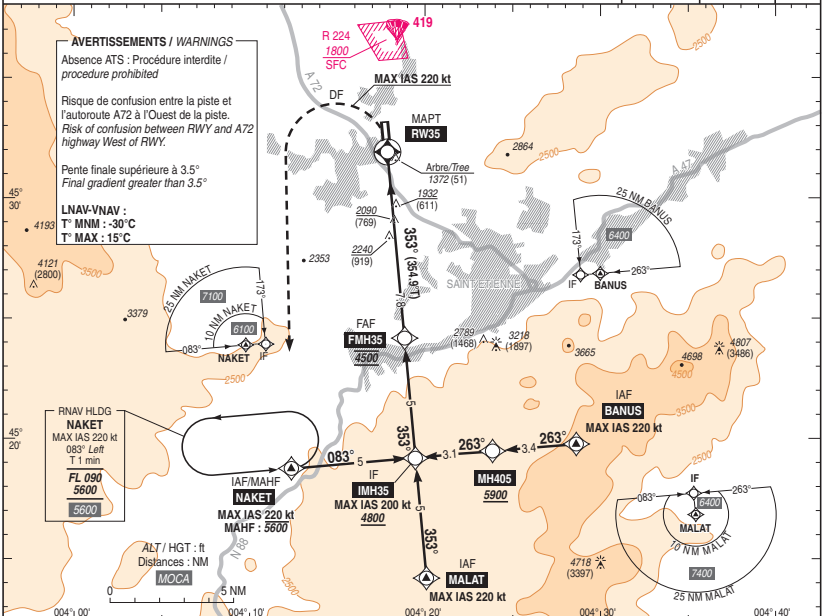 AVERTISSEMENTS / WARNINGS
Absence ATS : Procédure interdite /
procedure prohibited
Risque de confusion entre la piste et
l'autoroute A72 à l'Ouest de la piste.
Risk of confusion between RWY and A72
highway West of RWY.
Pente finale supérieure à 3.5°
Final gradient greater than 3.5°
LNAV-VNAV :
T° MNM : -30°C
T° MAX : 15°C
R 224
1800
SFC
419
2500
A 72
MAX IAS 220 kt
DF
MAPT
RW35
Arbre/Tree
1372 (51)
2864
2500
A 47
1932
(611)
2090
(769)
2240
(919)
353° (354.9°T)
7.8
2353
45°
30'
4193
4121
(2800)
3500
3379
25 NM NAKET
7100
173°
10 NM NAKET
6100
083°
NAKET
IF
2500
25 NM BANUS
6400
173°
263°
IF
BANUS
SAINT ETIENNE
FAF
FMH35
4500
2789
(1468)
3218
(1897)
3665
4698
4500
4807
(3486)
3500
2500
IAF
BANUS
MAX IAS 220 kt
45°
20'
RNAV HLDG
NAKET
MAX IAS 220 kt
083° Left
T 1 min
FL 090
5600
5600
5
353°
083°
5
3.1
263°
3.4
263°
IAF/MAHF
NAKET
MAX IAS 220 kt
MAHF : 5600
IF
IMH35
MAX IAS 200 kt
4800
MH405
5900
5
353°
IAF
MALAT
MAX IAS 220 kt
IF
083°
263°
6400
MALAT
10 NM MALAT
7400
25 NM MALAT
4718
(3397)
N 88
2500
ALT / HGT : ft
Distances : NM
MOCA
0
5 NM
004° 00'
004° 10'
004° 20'
004° 30'
004° 40'